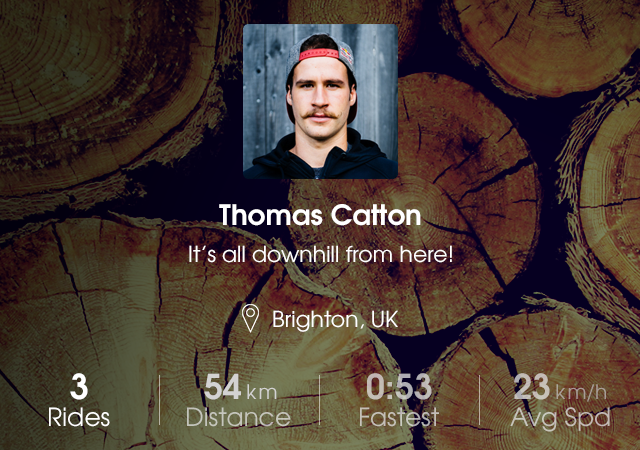 Thomas Catton
It's all downhill from here!
Brighton, UK
3 54 km 0:53 23 km/h
Rides Distance Fastest Avg Spd